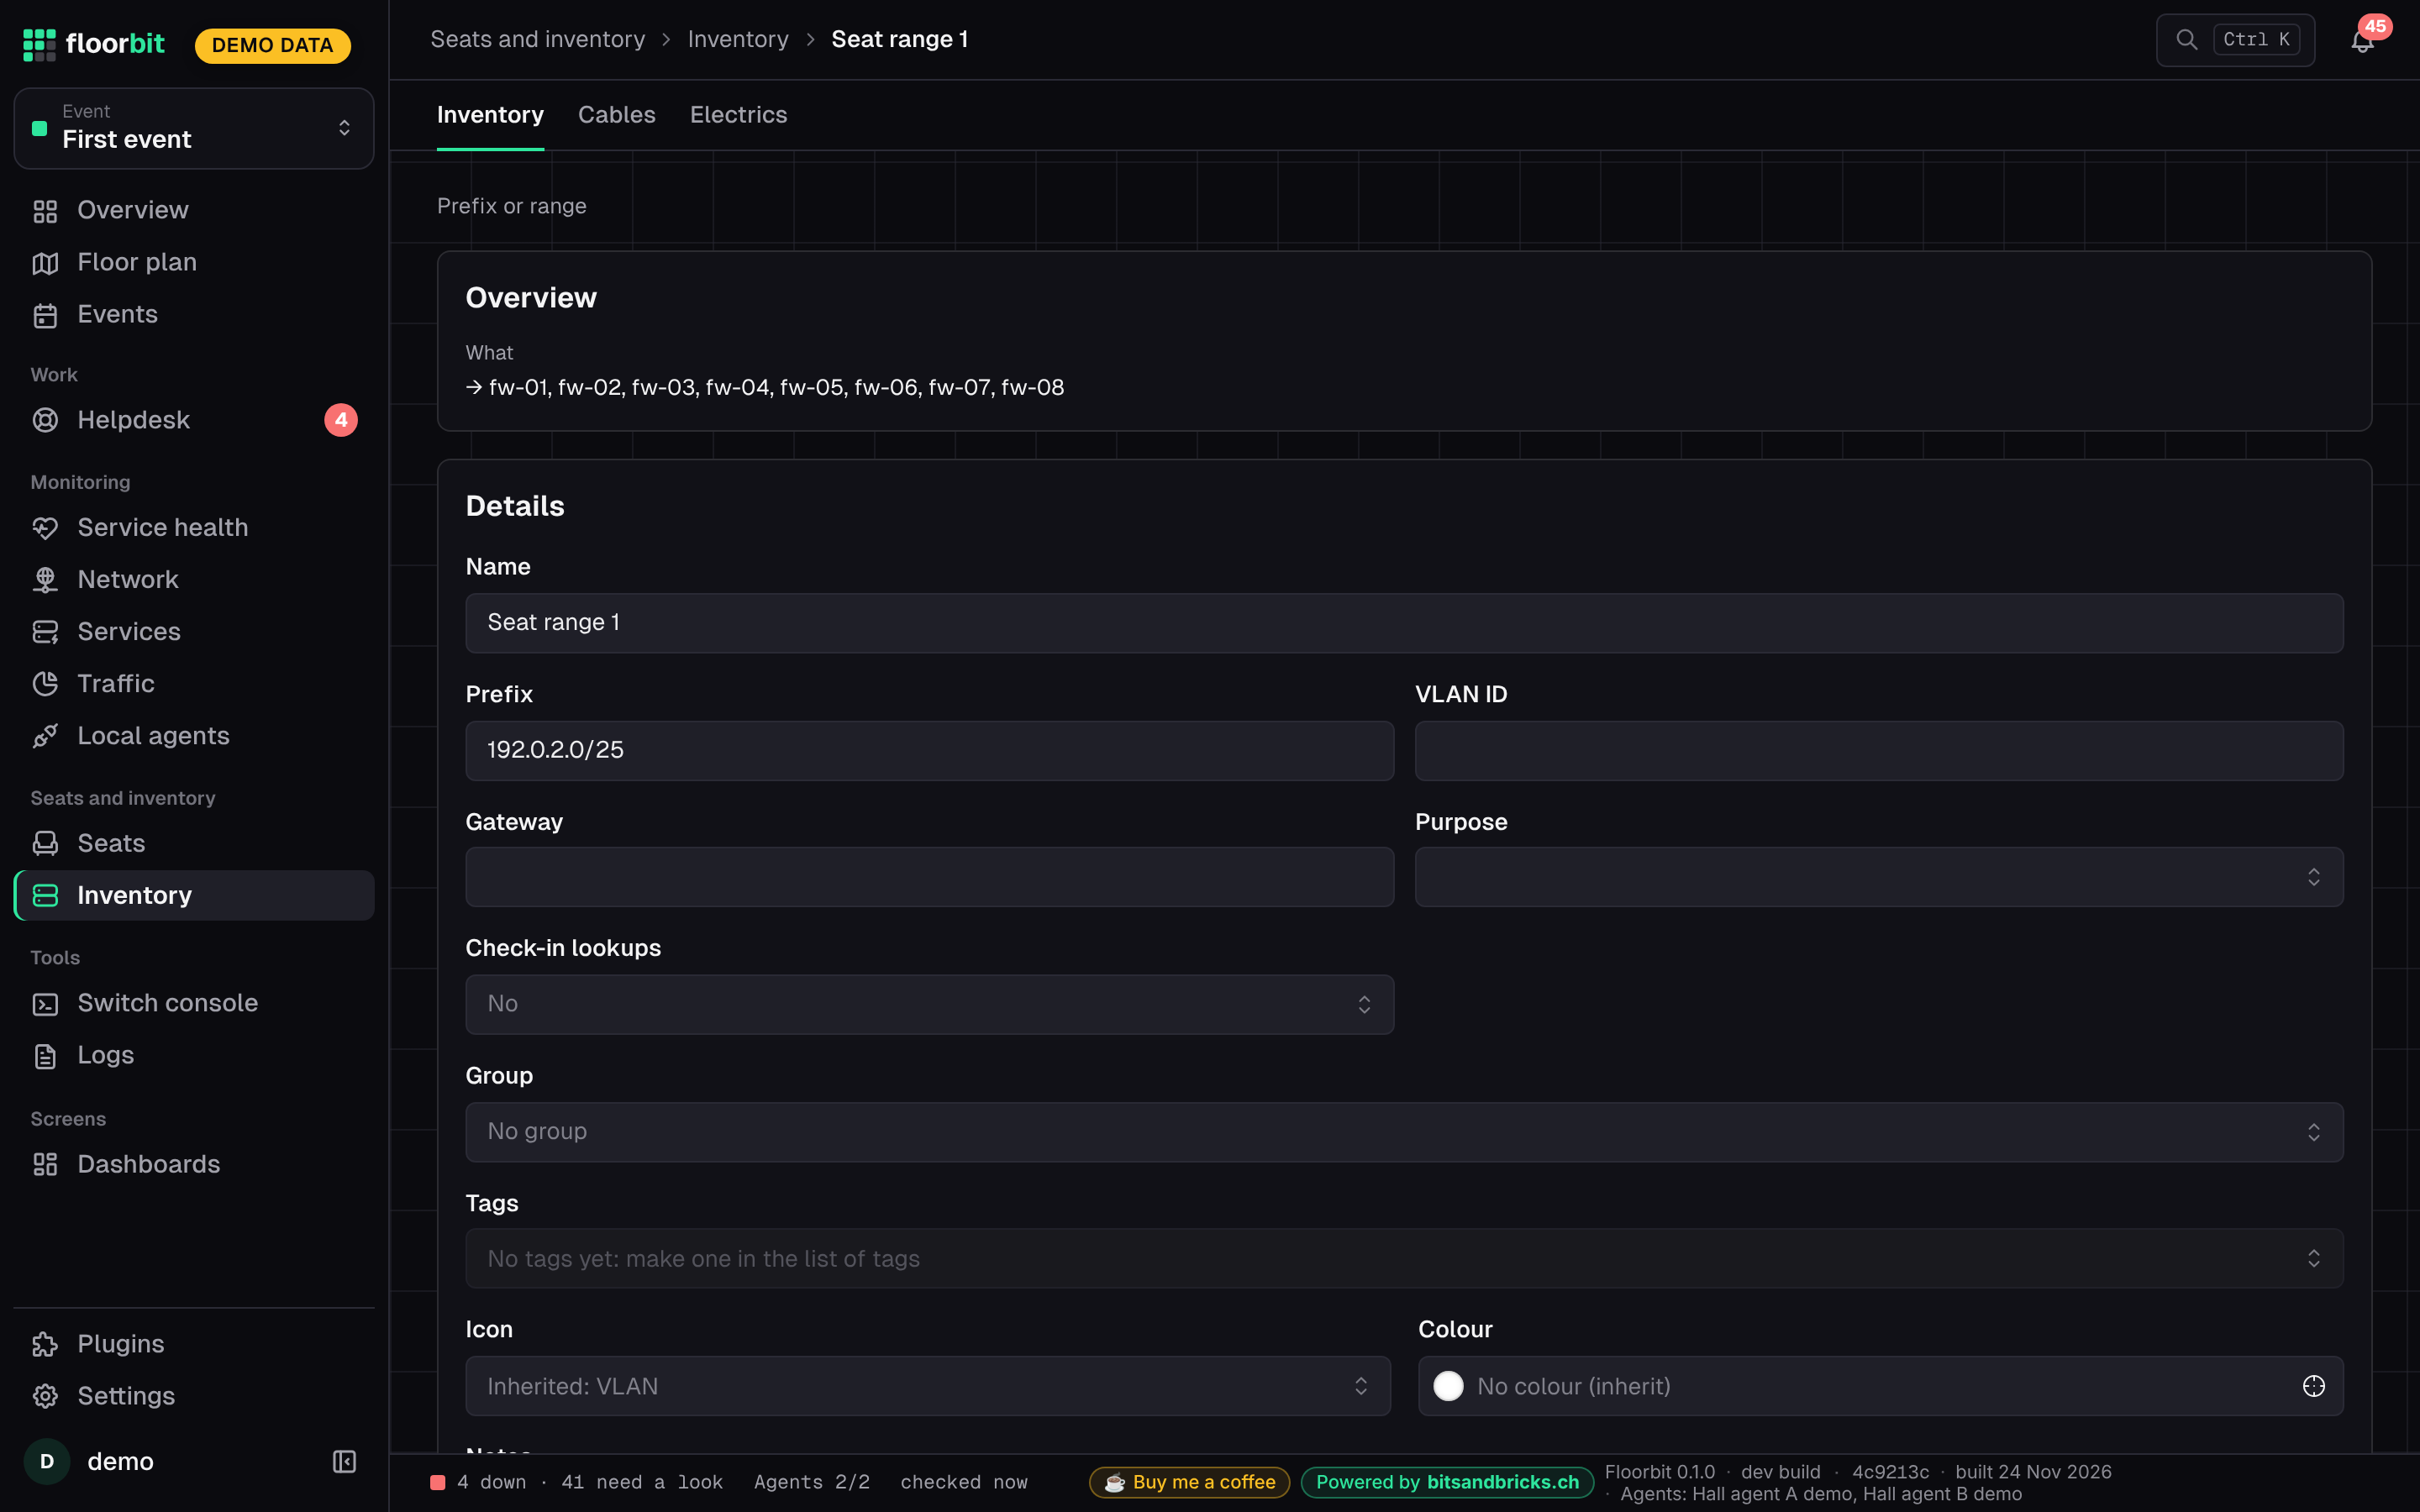 floorbit
DEMO DATA
Event
First event
Overview
Floor plan
Events
Work
Helpdesk
4
Monitoring
Service health
Network
Services
Traffic
Local agents
Seats and inventory
Seats
Inventory
Tools
Switch console
Logs
Screens
Dashboards
Plugins
Settings
D
demo
Seats and inventory > Inventory > Seat range 1
Ctrl K
45
Inventory Cables Electrics
Prefix or range
Overview
What
→ fw-01, fw-02, fw-03, fw-04, fw-05, fw-06, fw-07, fw-08
Details
Name
Seat range 1
Prefix
192.0.2.0/25
VLAN ID
Gateway
Purpose
Check-in lookups
No
Group
No group
Tags
No tags yet: make one in the list of tags
Icon
Inherited: VLAN
Colour
No colour (inherit)
4 down · 41 need a look Agents 2/2 checked now
☕ Buy me a coffee
Powered by bitsandbricks.ch
Floorbit 0.1.0 · dev build · 4c9213c · built 24 Nov 2026
· Agents: Hall agent A demo, Hall agent B demo